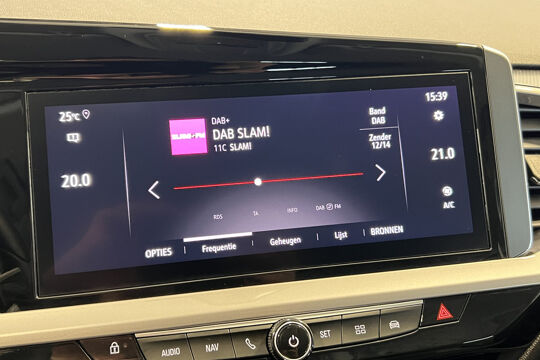 25°C
15:39
DAB+
DAB SLAM!
11C SLAM!
Band
DAB
Zender
12/14
20.0
21.0
A/C
RDS TA INFO DAB FM
OPTIES Frequentie Geheugen Lijst BRONNEN
AUDIO NAV SET